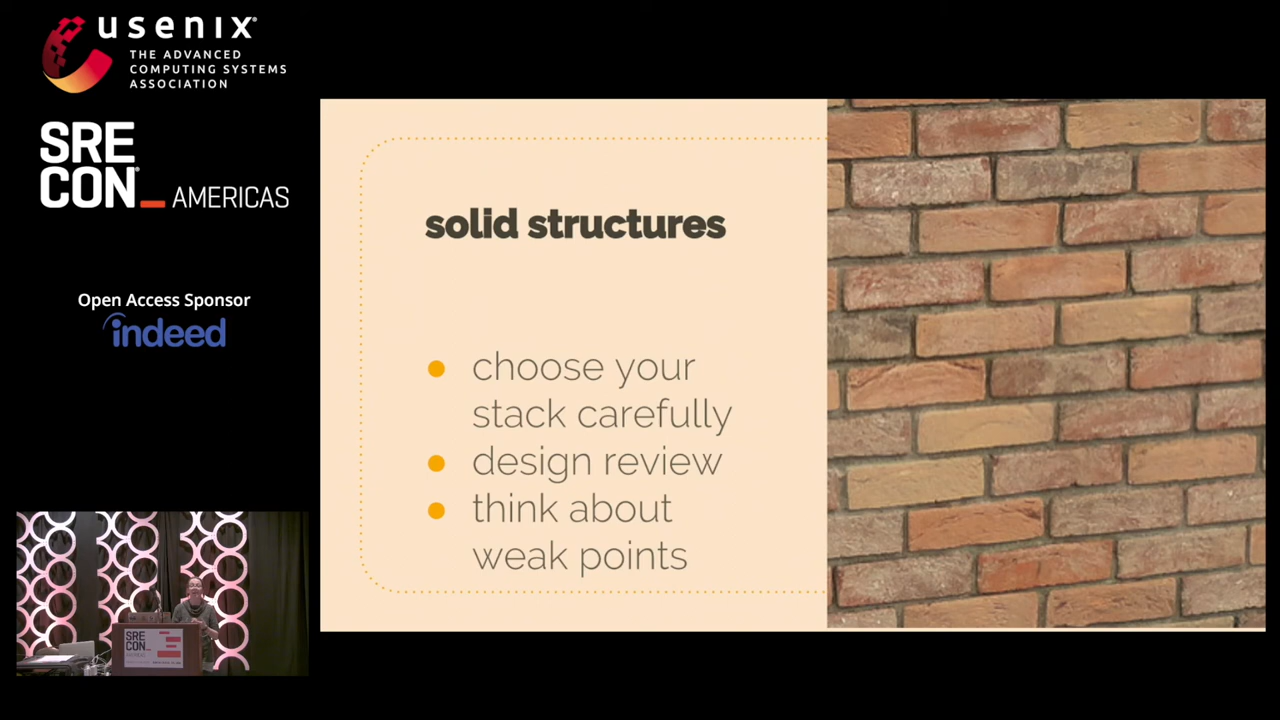 usenix®
THE ADVANCED
COMPUTING SYSTEMS
ASSOCIATION
SRE
CON®_ AMERICAS
Open Access Sponsor
indeed
solid structures
● choose your
stack carefully
● design review
● think about
weak points
SRE
CON_